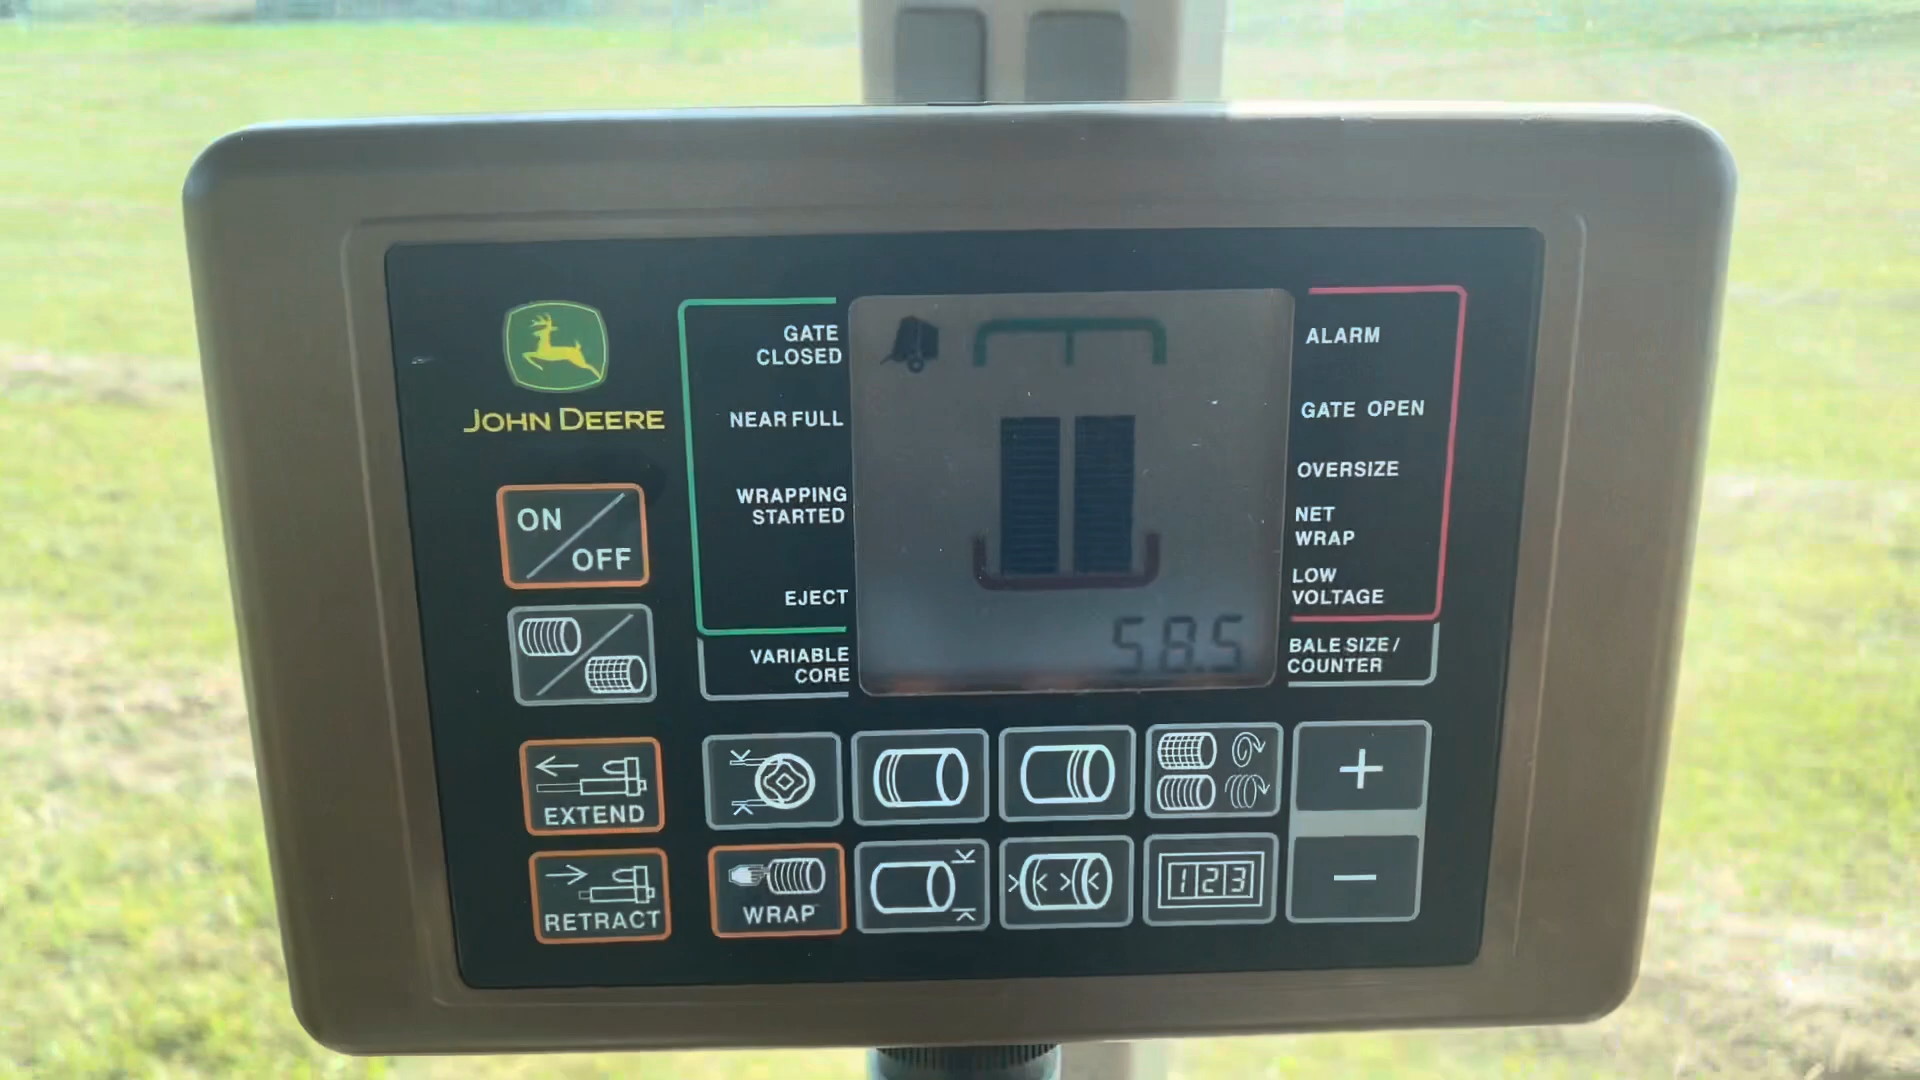 JOHN DEERE
ON
OFF
GATE
CLOSED
NEAR FULL
WRAPPING
STARTED
EJECT
VARIABLE
CORE
58.5
ALARM
GATE OPEN
OVERSIZE
NET
WRAP
LOW
VOLTAGE
BALE SIZE /
COUNTER
EXTEND
+
RETRACT
WRAP
123
−